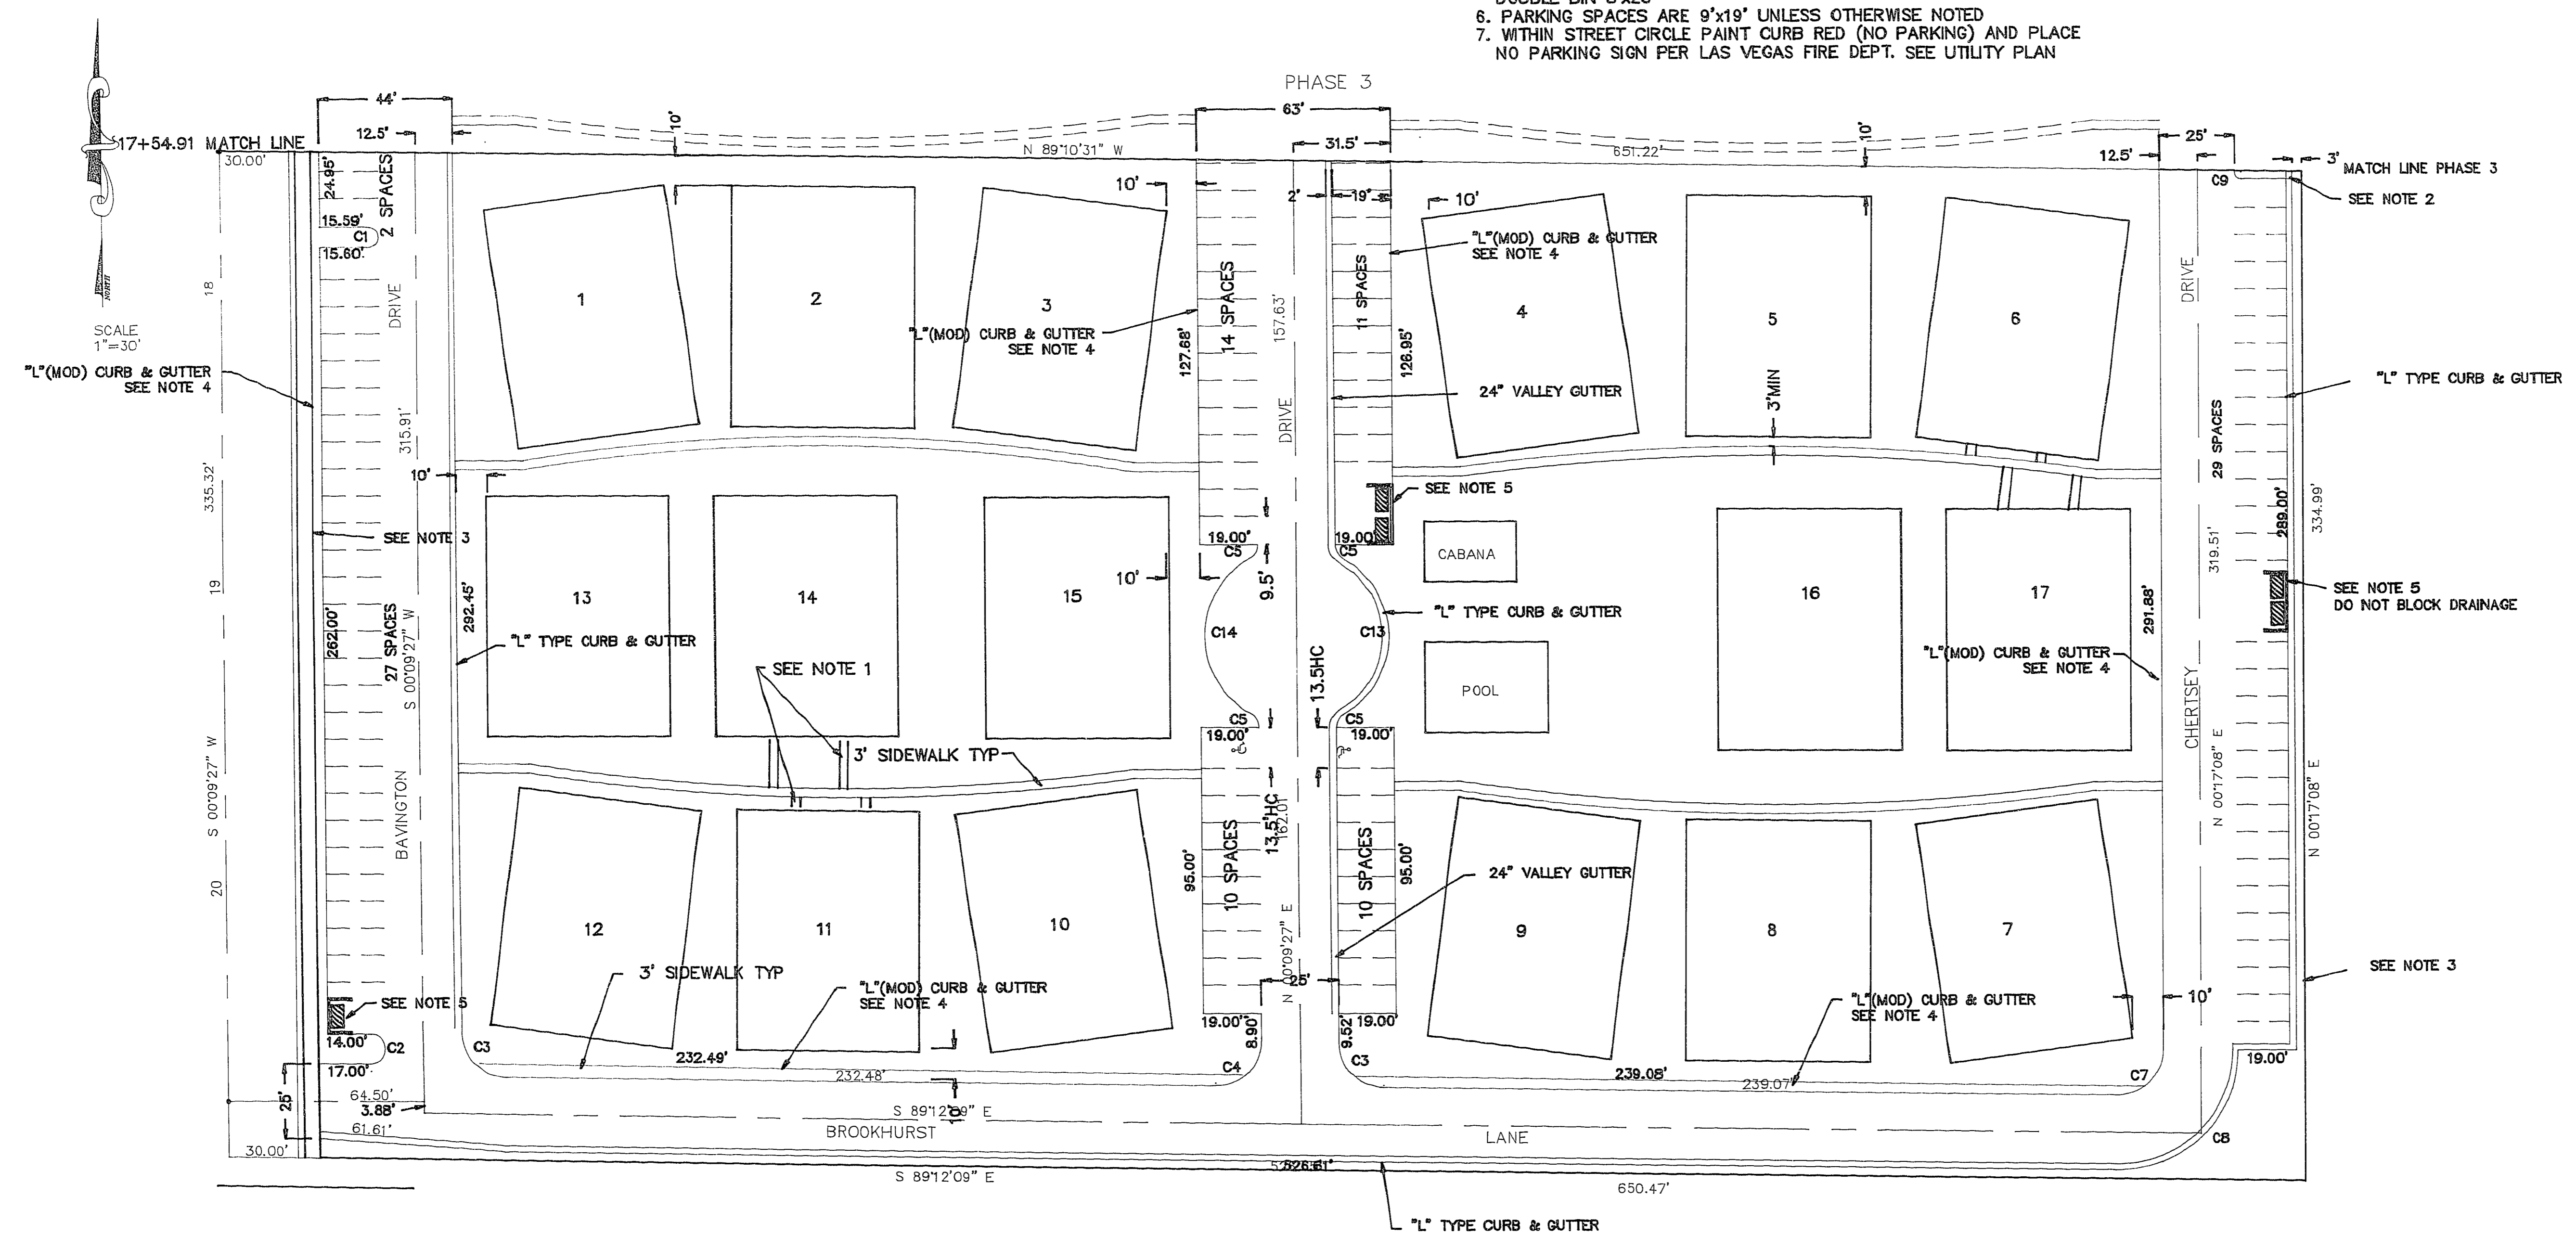 6. PARKING SPACES ARE 9'x19' UNLESS OTHERWISE NOTED
7. WITHIN STREET CIRCLE PAINT CURB RED (NO PARKING) AND PLACE
NO PARKING SIGN PER LAS VEGAS FIRE DEPT. SEE UTILITY PLAN
PHASE 3
44'
63'
10'
10'
12.5'
31.5'
25'
12.5'
3'
17+54.91 MATCH LINE
30.00'
N 89°10'31" W
651.22'
MATCH LINE PHASE 3
C9
SEE NOTE 2
24.95'
2 SPACES
15.59'
C1
15.60'
10'
2'
19'
10'
NORTH
SCALE
1"=30'
18
DRIVE
1
2
3
14 SPACES
"L"(MOD) CURB & GUTTER
SEE NOTE 4
127.68'
157.63'
DRIVE
11 SPACES
126.95'
"L"(MOD) CURB & GUTTER
SEE NOTE 4
4
5
6
DRIVE
24" VALLEY GUTTER
3'MIN
"L" TYPE CURB & GUTTER
29 SPACES
"L"(MOD) CURB & GUTTER
SEE NOTE 4
315.91'
335.32'
10'
SEE NOTE 5
289.00'
334.99'
319.51'
SEE NOTE 3
19.00'
C5
19.00'
C5
9.5'
10'
CABANA
19
262.00'
27 SPACES
S 00°09'27" W
292.45'
13
14
15
16
17
SEE NOTE 5
DO NOT BLOCK DRAINAGE
"L" TYPE CURB & GUTTER
C14
C13
"L" TYPE CURB & GUTTER
291.88'
"L"(MOD) CURB & GUTTER
SEE NOTE 4
SEE NOTE 1
13.5HC
POOL
CHERTSEY
C5
19.00'
C5
19.00'
3' SIDEWALK TYP
S 00°09'27" W
BAVINGTON
N 00°17'08" E
N 00°17'08" E
20
13.5'HC
162.01
10 SPACES
95.00'
10 SPACES
95.00'
24" VALLEY GUTTER
12
11
10
9
8
7
N 00°09'27" E
25'
3' SIDEWALK TYP
"L"(MOD) CURB & GUTTER
SEE NOTE 4
SEE NOTE 3
SEE NOTE 5
"L"(MOD) CURB & GUTTER
SEE NOTE 4
10'
19.00'
8.90'
9.52'
19.00'
14.00'
C2
C3
C4
C3
C7
19.00'
17.00'
232.49'
232.48'
239.08'
239.07'
25'
64.50'
3.88'
10'
61.61'
S 89°12'09" E
BROOKHURST
LANE
C8
30.00'
526.61'
S 89°12'09" E
650.47'
"L" TYPE CURB & GUTTER